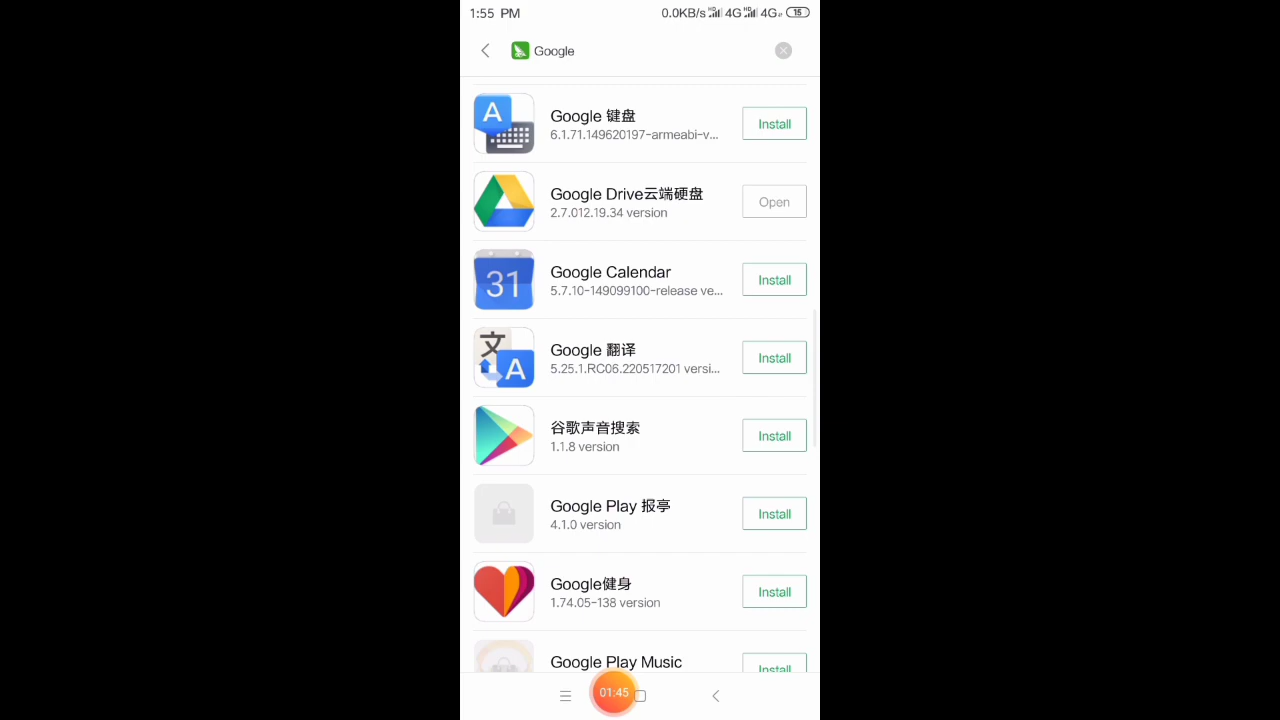 1:55 PM
0.0KB/s HD 4G HD 4G 15
Google
Google 键盘
6.1.71.149620197-armeabi-v...
Install
Google Drive云端硬盘
2.7.012.19.34 version
Open
31
Google Calendar
5.7.10-149099100-release ve...
Install
文 A
Google 翻译
5.25.1.RC06.220517201 versi...
Install
谷歌声音搜索
1.1.8 version
Install
Google Play 报亭
4.1.0 version
Install
Google健身
1.74.05-138 version
Install
Google Play Music
Install
01:45